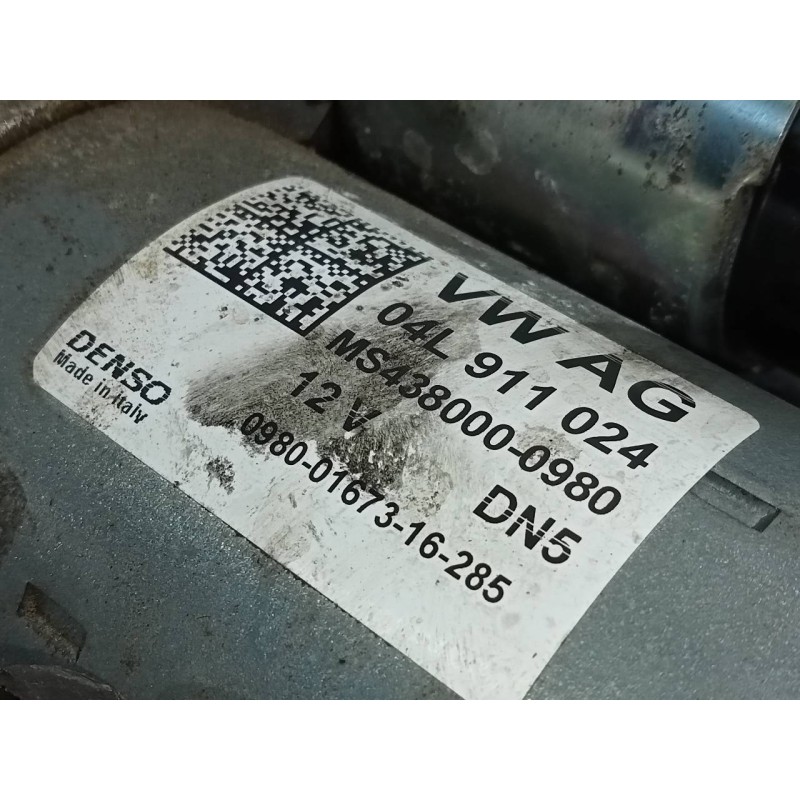 VW AG
04L 911 024
MS438000-0980
12 V
DN5
0980-01673-16-285
DENSO
Made in Italy